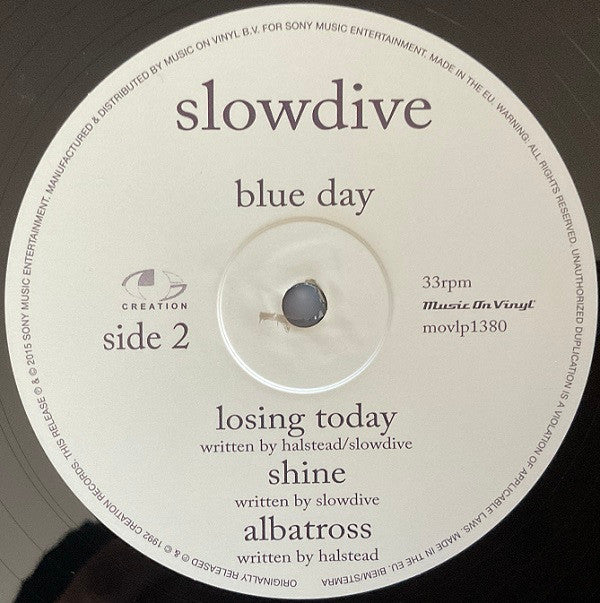 slowdive
blue day
CREATION
side 2
33rpm
Music On Vinyl
movlp1380
losing today
written by halstead/slowdive
shine
written by slowdive
albatross
written by halstead
ORIGINALLY RELEASED ℗ & © 1992 CREATION RECORDS. THIS RELEASE ℗ & © 2015 SONY MUSIC ENTERTAINMENT. MANUFACTURED & DISTRIBUTED BY MUSIC ON VINYL B.V. FOR SONY MUSIC ENTERTAINMENT. MADE IN THE EU. WARNING: ALL RIGHTS RESERVED. UNAUTHORIZED DUPLICATION IS A VIOLATION OF APPLICABLE LAWS. MADE IN THE EU. BIEM/STEMRA